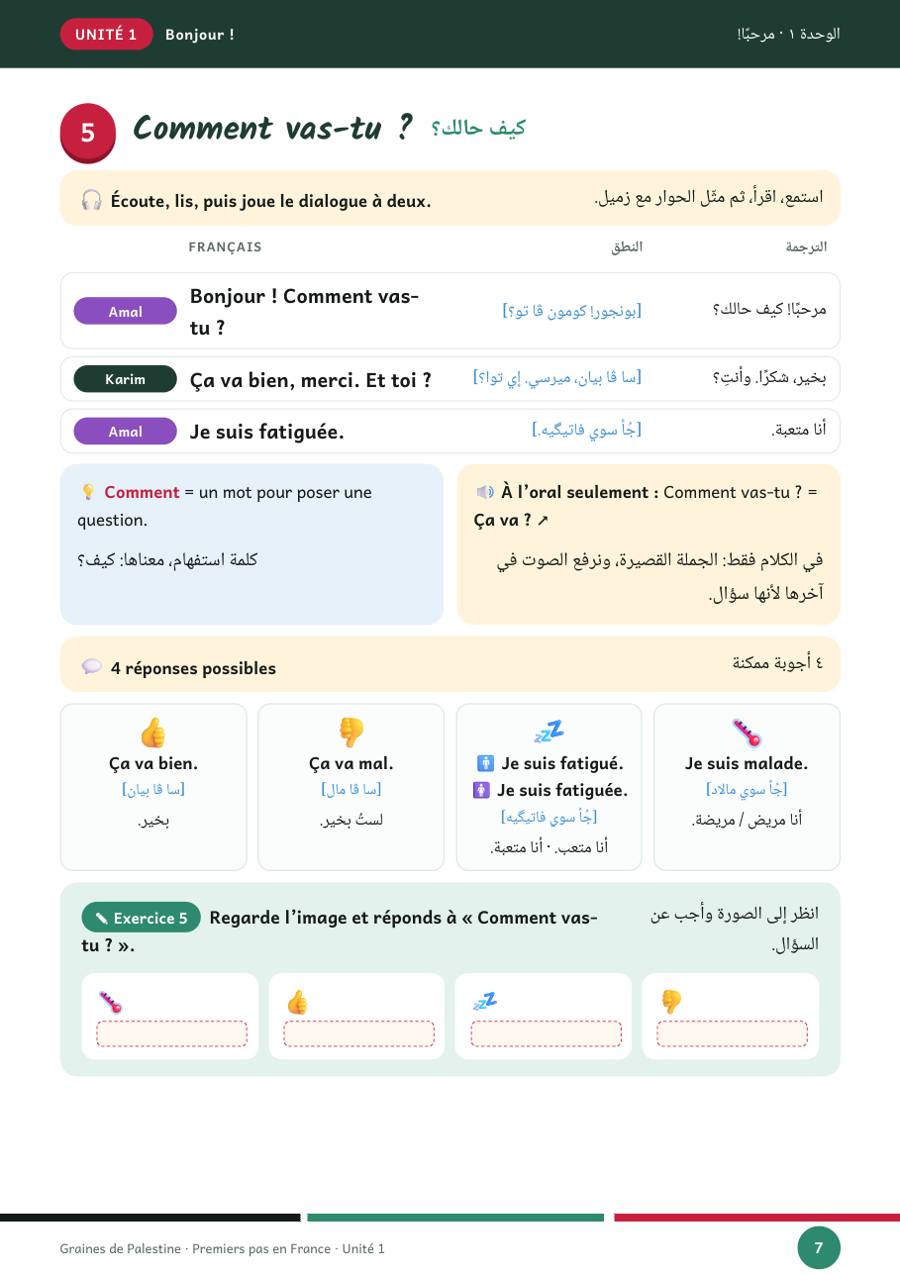 UNITÉ 1 Bonjour ! الوحدة ١ · مرحبًا!
5 Comment vas-tu ? كيف حالك؟
Écoute, lis, puis joue le dialogue à deux. استمع، اقرأ، ثم مثّل الحوار مع زميل.
FRANÇAIS النطق الترجمة
Amal Bonjour ! Comment vas-
tu ? [بونجور! كومون ڤا تو؟] مرحبًا! كيف حالك؟
Karim Ça va bien, merci. Et toi ? [سا ڤا بيان، ميرسي. إي توا؟] بخير، شكرًا. وأنتِ؟
Amal Je suis fatiguée. [جُأ سوي فاتيگيه.] أنا متعبة.
Comment = un mot pour poser une
question.
كلمة استفهام، معناها: كيف؟
À l’oral seulement : Comment vas-tu ? =
Ça va ? ↗
في الكلام فقط: الجملة القصيرة، ونرفع الصوت في
آخرها لأنها سؤال.
4 réponses possibles ٤ أجوبة ممكنة
Ça va bien.
[سا ڤا بيان]
بخير.
Ça va mal.
[سا ڤا مال]
لستُ بخير.
Je suis fatigué.
Je suis fatiguée.
[جُأ سوي فاتيگيه]
أنا متعب. · أنا متعبة.
Je suis malade.
[جُأ سوي مالاد]
أنا مريض / مريضة.
Exercice 5 Regarde l’image et réponds à « Comment vas-
tu ? ».
انظر إلى الصورة وأجب عن
السؤال.
Graines de Palestine · Premiers pas en France · Unité 1 7